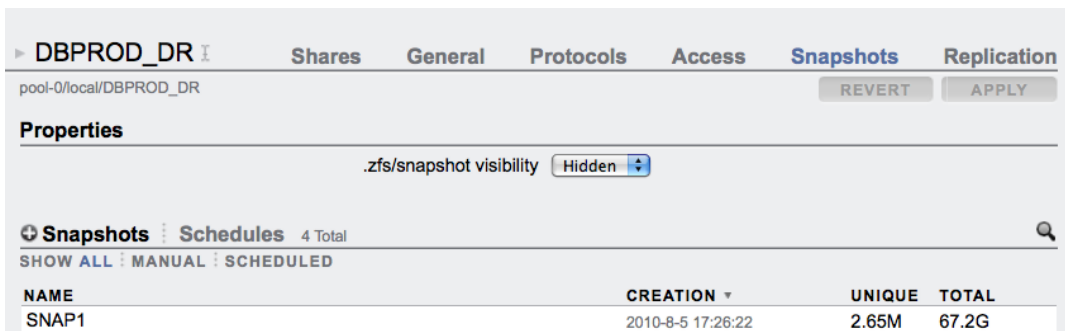 DBPROD_DR Shares General Protocols Access Snapshots Replication
pool-0/local/DBPROD_DR REVERT APPLY
Properties
.zfs/snapshot visibility Hidden
Snapshots Schedules 4 Total
SHOW ALL MANUAL SCHEDULED
NAME CREATION UNIQUE TOTAL
SNAP1 2010-8-5 17:26:22 2.65M 67.2G